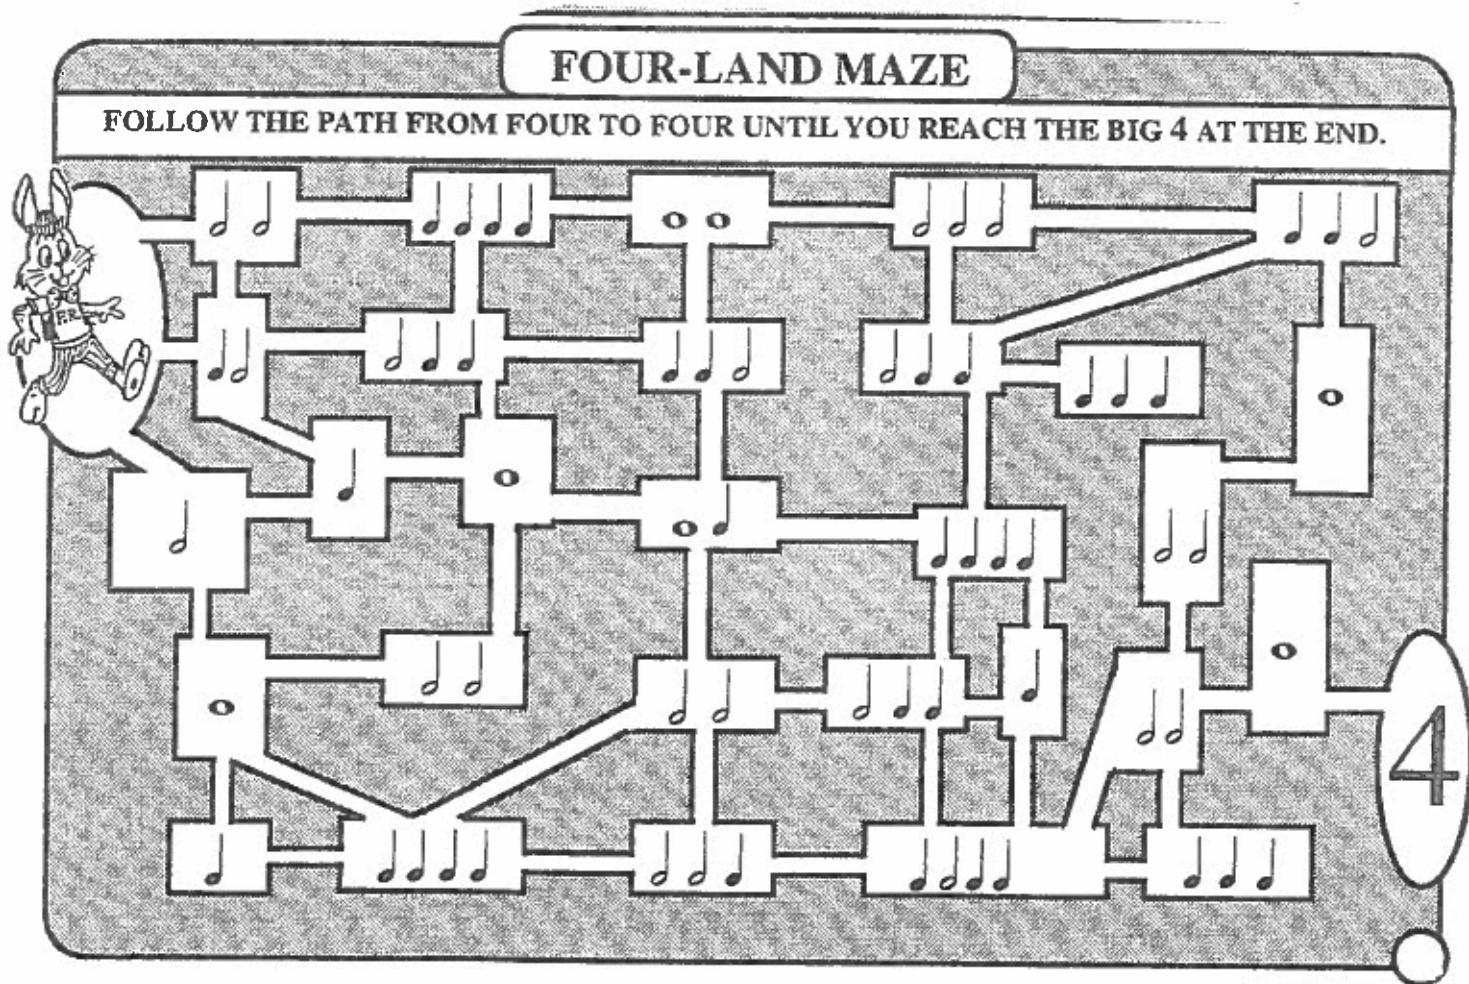 FOUR-LAND MAZE
FOLLOW THE PATH FROM FOUR TO FOUR UNTIL YOU REACH THE BIG 4 AT THE END.
F.R.
4